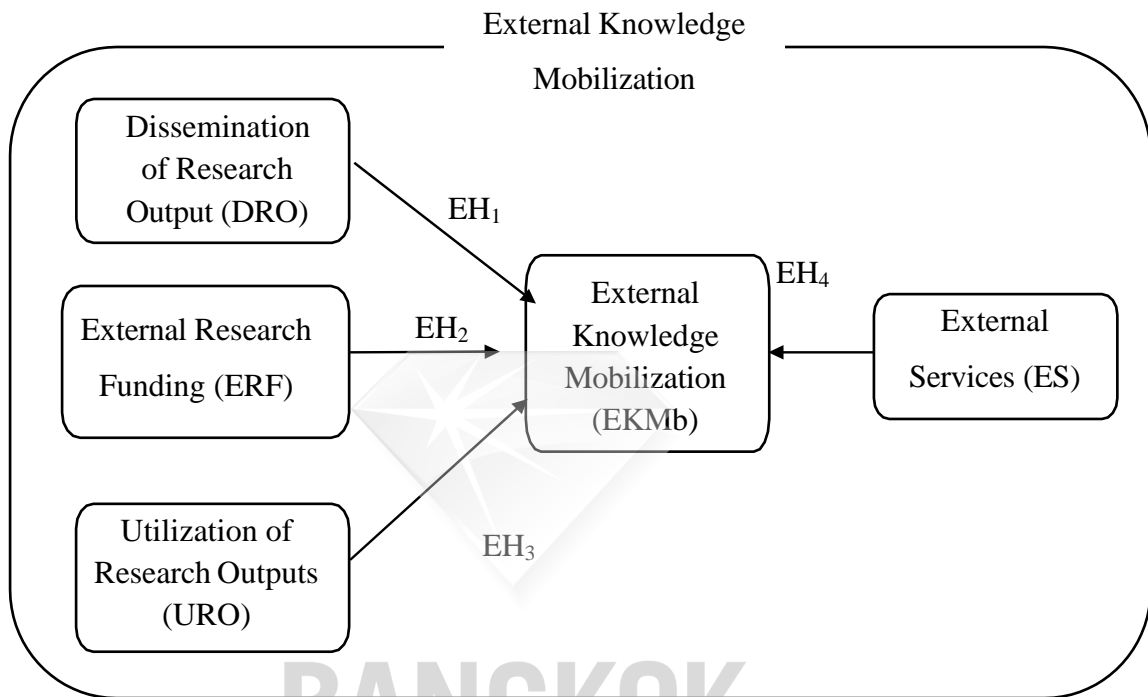 External Knowledge
Mobilization
Dissemination
of Research
Output (DRO)
EH₁
External Research
Funding (ERF)
EH₂
Utilization of
Research Outputs
(URO)
EH₃
External
Knowledge
Mobilization
(EKMb)
EH₄
External
Services (ES)
BANGKOK